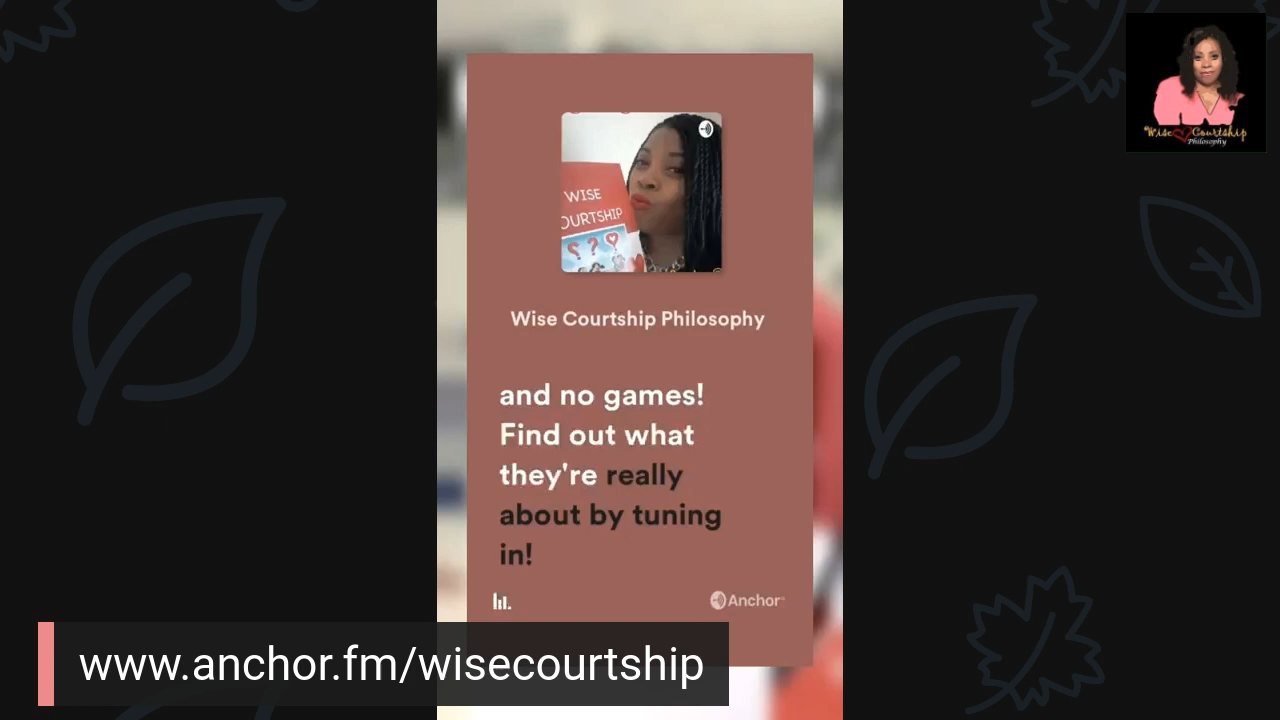 WISE
OURTSHIP
Wise Courtship Philosophy
and no games!
Find out what
they're really
about by tuning
in!
Anchor
www.anchor.fm/wisecourtship
Wise Courtship
Philosophy